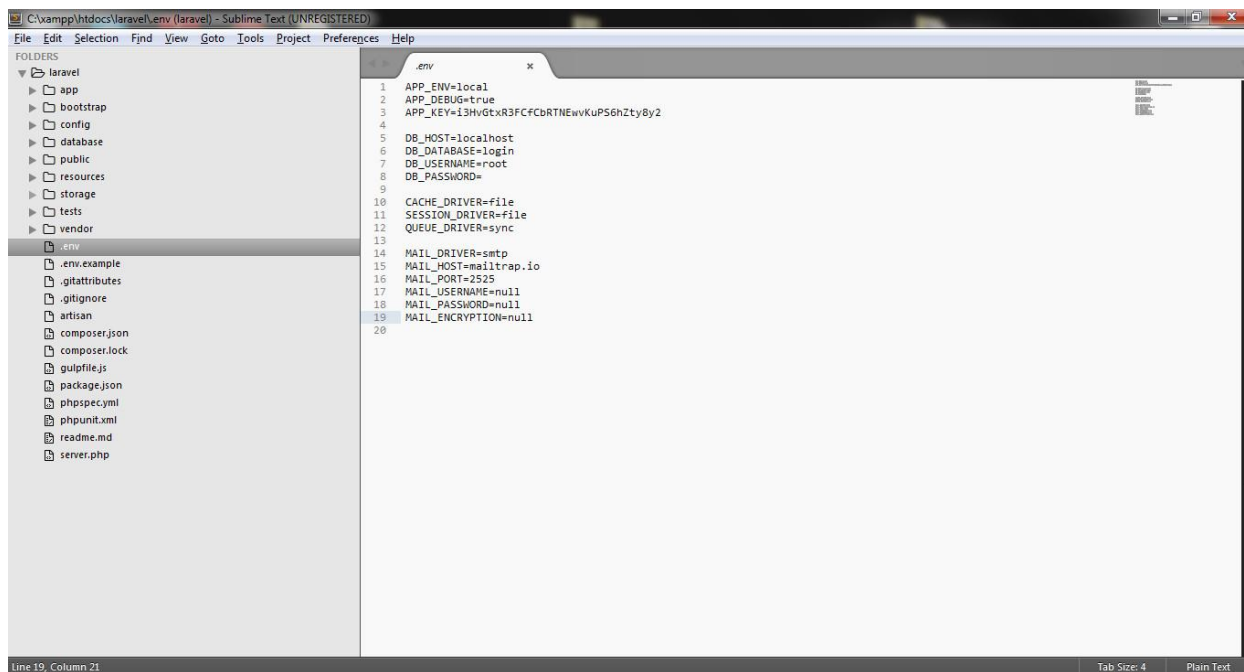 C:\xampp\htdocs\laravel\.env (laravel) - Sublime Text (UNREGISTERED)
File Edit Selection Find View Goto Tools Project Preferences Help
FOLDERS
laravel
app
bootstrap
config
database
public
resources
storage
tests
vendor
.env
.env.example
.gitattributes
.gitignore
artisan
composer.json
composer.lock
gulpfile.js
package.json
phpspec.yml
phpunit.xml
readme.md
server.php
.env
1 APP_ENV=local
2 APP_DEBUG=true
3 APP_KEY=i3HvGtxR3FCfCbRTNEwvKuPS6hZty8y2
4
5 DB_HOST=localhost
6 DB_DATABASE=login
7 DB_USERNAME=root
8 DB_PASSWORD=
9
10 CACHE_DRIVER=file
11 SESSION_DRIVER=file
12 QUEUE_DRIVER=sync
13
14 MAIL_DRIVER=smtp
15 MAIL_HOST=mailtrap.io
16 MAIL_PORT=2525
17 MAIL_USERNAME=null
18 MAIL_PASSWORD=null
19 MAIL_ENCRYPTION=null
20
Line 19, Column 21 Tab Size: 4 Plain Text